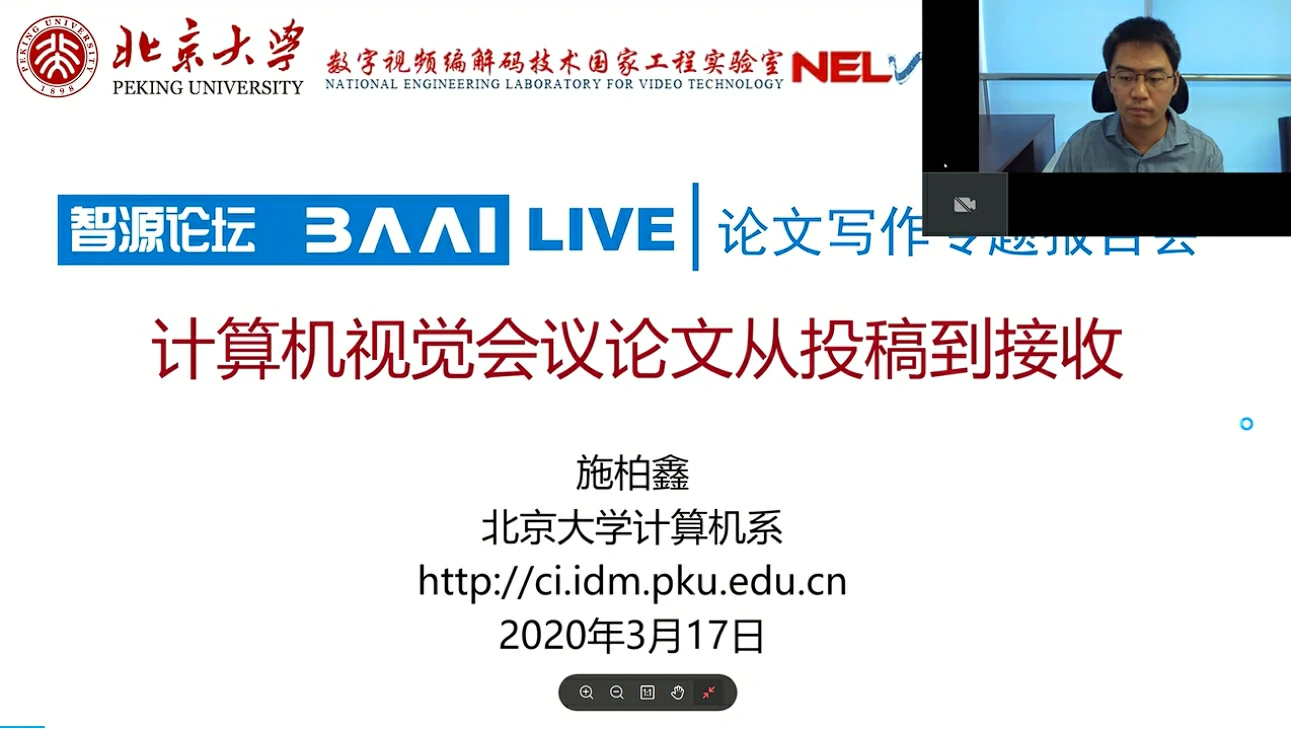 PEKING UNIVERSITY
1898
北京大学
PEKING UNIVERSITY
数字视频编解码技术国家工程实验室
NATIONAL ENGINEERING LABORATORY FOR VIDEO TECHNOLOGY
NELV
智源论坛 BAAI LIVE 论文写作专题报告会
计算机视觉会议论文从投稿到接收
施柏鑫
北京大学计算机系
http://ci.idm.pku.edu.cn
2020年3月17日
1:1